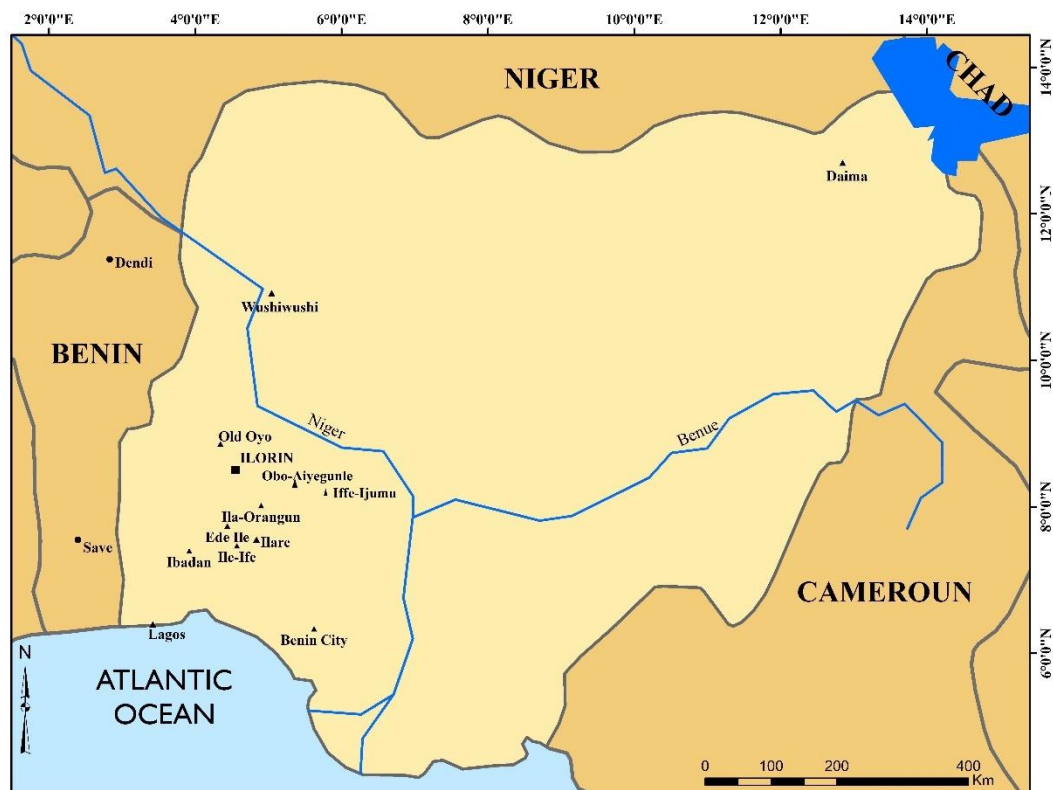 2°0'0"E 4°0'0"E 6°0'0"E 8°0'0"E 10°0'0"E 12°0'0"E 14°0'0"E
NIGER
CHAD
14°0'0"N
Daima
12°0'0"N
Dendi
Wushiwushi
BENIN
10°0'0"N
Niger
Benue
Old Oyo
ILORIN
Obo-Aiyegunle
Iffe-Ijumu
8°0'0"N
Ila-Orangun
Ede Ile
Ilare
Save
Ibadan
Ile-Ife
CAMEROUN
Lagos
Benin City
6°0'0"N
N
ATLANTIC
OCEAN
0 100 200 400
Km